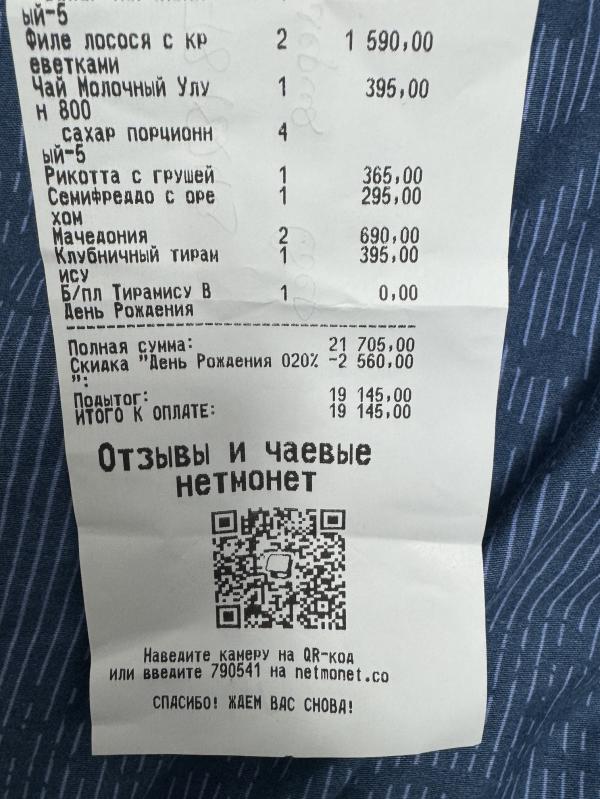 ый-5
Филе лосося с кр 2 1 590,00
еветками
Чай Молочный Улу 1 395,00
н 800
сахар порционн 4
ый-5
Рикотта с грушей 1 365,00
Семифреддо с оре 1 295,00
хом
Мачедония 2 690,00
Клубничный тирам 1 395,00
ису
Б/пл Тирамису В 1 0,00
День Рождения
Полная сумма: 21 705,00
Скидка "День Рождения 020% -2 560,00
":
Подытог: 19 145,00
ИТОГО К ОПЛАТЕ: 19 145,00
Отзывы и чаевые
нетмонет
Наведите камеру на QR-код
или введите 790541 на netmonet.co
СПАСИБО! ЖДЕМ ВАС СНОВА!